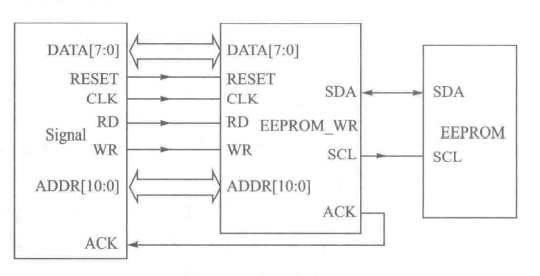 DATA[7:0] DATA[7:0]
RESET RESET
CLK CLK SDA SDA
RD RD EEPROM_WR EEPROM
Signal
WR WR SCL SCL
ADDR[10:0] ADDR[10:0]
ACK
ACK